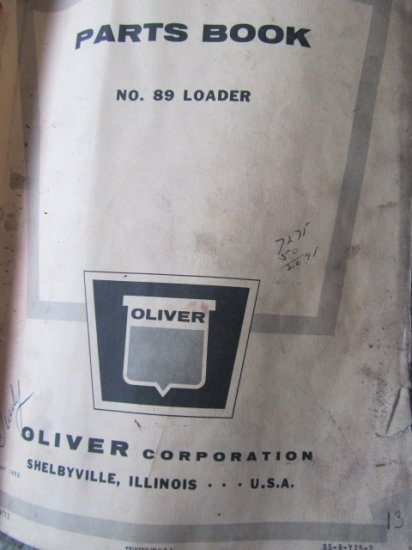 PARTS BOOK
NO. 89 LOADER
OLIVER
OLIVER CORPORATION
SHELBYVILLE, ILLINOIS · · · U.S.A.
13